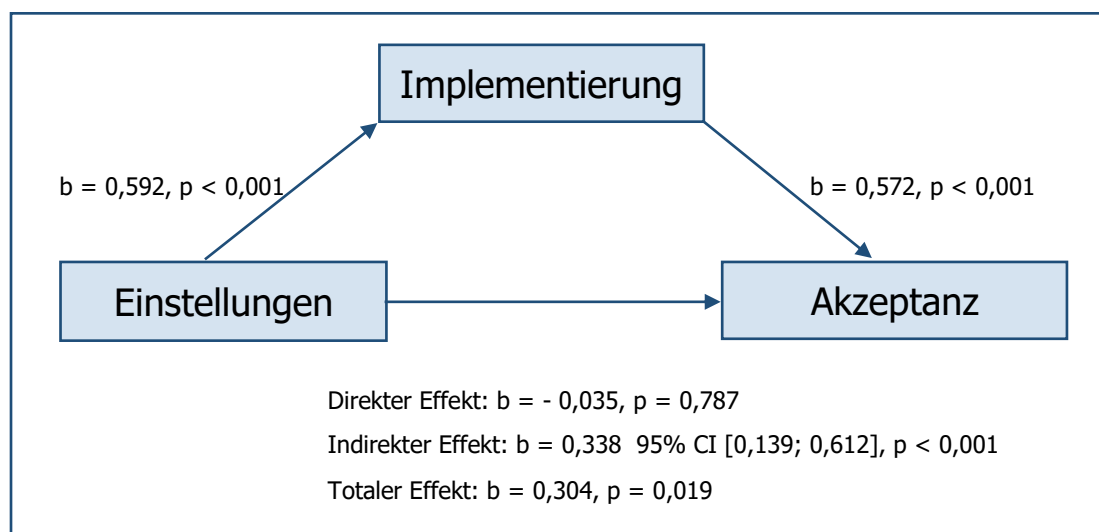 Implementierung
b = 0,592, p < 0,001
b = 0,572, p < 0,001
Einstellungen
Akzeptanz
Direkter Effekt: b = - 0,035, p = 0,787
Indirekter Effekt: b = 0,338  95% CI [0,139; 0,612], p < 0,001
Totaler Effekt: b = 0,304, p = 0,019